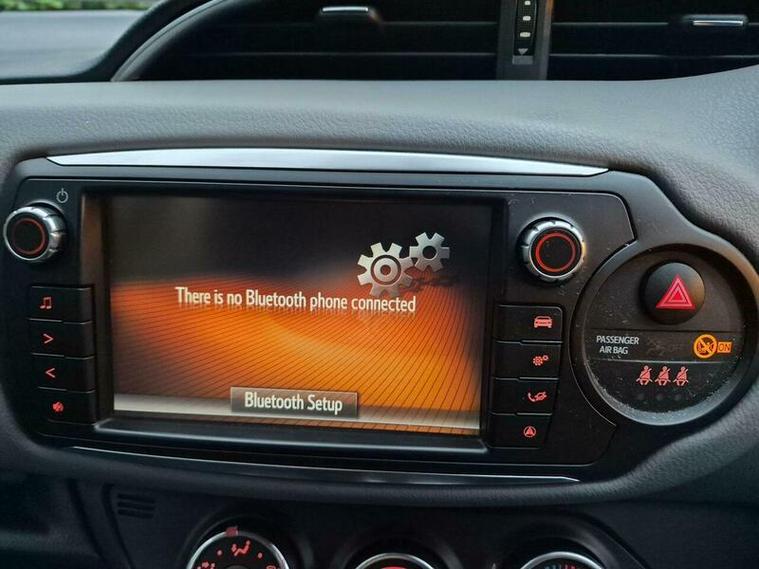 There is no Bluetooth phone connected
Bluetooth Setup
PASSENGER
AIR BAG
ON